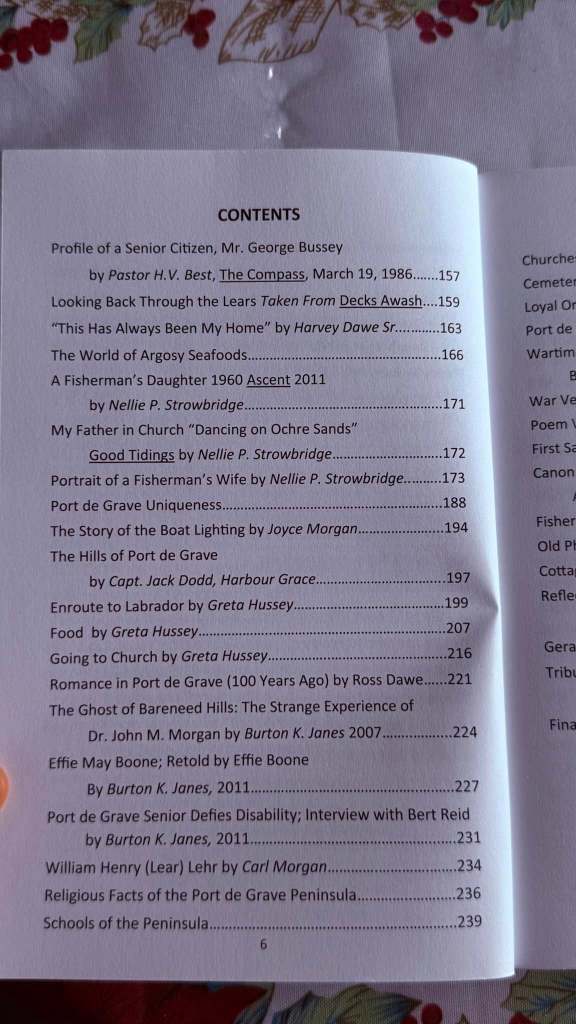 CONTENTS
Profile of a Senior Citizen, Mr. George Bussey
by Pastor H.V. Best, The Compass, March 19, 1986.......157
Looking Back Through the Lears Taken From Decks Awash....159
“This Has Always Been My Home” by Harvey Dawe Sr............163
The World of Argosy Seafoods.................................................166
A Fisherman’s Daughter 1960 Ascent 2011
by Nellie P. Strowbridge..................................................171
My Father in Church “Dancing on Ochre Sands”
Good Tidings by Nellie P. Strowbridge............................172
Portrait of a Fisherman’s Wife by Nellie P. Strowbridge..........173
Port de Grave Uniqueness.......................................................188
The Story of the Boat Lighting by Joyce Morgan......................194
The Hills of Port de Grave
by Capt. Jack Dodd, Harbour Grace.................................197
Enroute to Labrador by Greta Hussey......................................199
Food by Greta Hussey..............................................................207
Going to Church by Greta Hussey.............................................216
Romance in Port de Grave (100 Years Ago) by Ross Dawe......221
The Ghost of Bareneed Hills: The Strange Experience of
Dr. John M. Morgan by Burton K. Janes 2007..................224
Effie May Boone; Retold by Effie Boone
By Burton K. Janes, 2011...................................................227
Port de Grave Senior Defies Disability; Interview with Bert Reid
by Burton K. Janes, 2011....................................................231
William Henry (Lear) Lehr by Carl Morgan...............................234
Religious Facts of the Port de Grave Peninsula.........................236
Schools of the Peninsula..............................................................239
6
Churche
Cemeter
Loyal Or
Port de
Wartim
B
War Ve
Poem
First Sa
Canon
Fisher
Old Ph
Cotta
Refle
Gera
Tribu
Fina